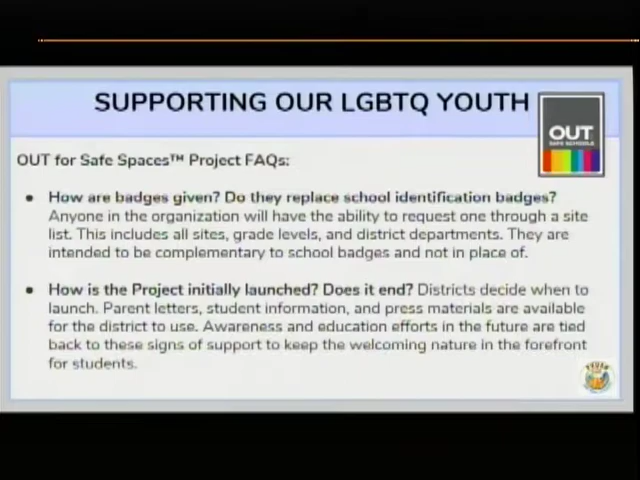 SUPPORTING OUR LGBTQ YOUTH
OUT
SAFE SCHOOLS
OUT for Safe Spaces™ Project FAQs:
• How are badges given? Do they replace school identification badges?
Anyone in the organization will have the ability to request one through a site
list. This includes all sites, grade levels, and district departments. They are
intended to be complementary to school badges and not in place of.
• How is the Project initially launched? Does it end? Districts decide when to
launch. Parent letters, student information, and press materials are available
for the district to use. Awareness and education efforts in the future are tied
back to these signs of support to keep the welcoming nature in the forefront
for students.